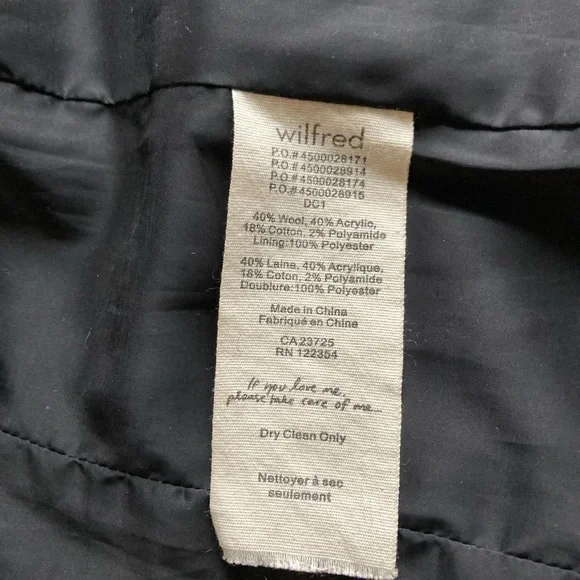 wilfred
P.O.#4500028171
P.O.#4500028914
P.O.#4500028174
P.O.#4500028915
DC1
40% Wool, 40% Acrylic,
18% Cotton, 2% Polyamide
Lining:100% Polyester
40% Laine, 40% Acrylique,
18% Coton, 2% Polyamide
Doublure:100% Polyester
Made in China
Fabriqué en Chine
CA 23725
RN 122354
If you love me,
please take care of me...
Dry Clean Only
Nettoyer à sec
seulement